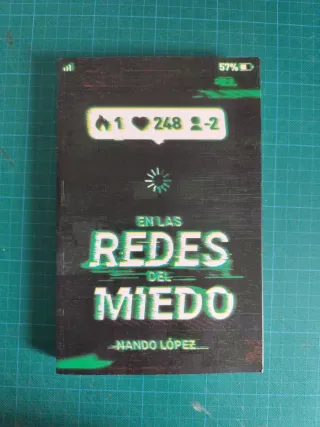 57%
1 248 -2
EN LAS
REDES
DEL
MIEDO
NANDO LÓPEZ